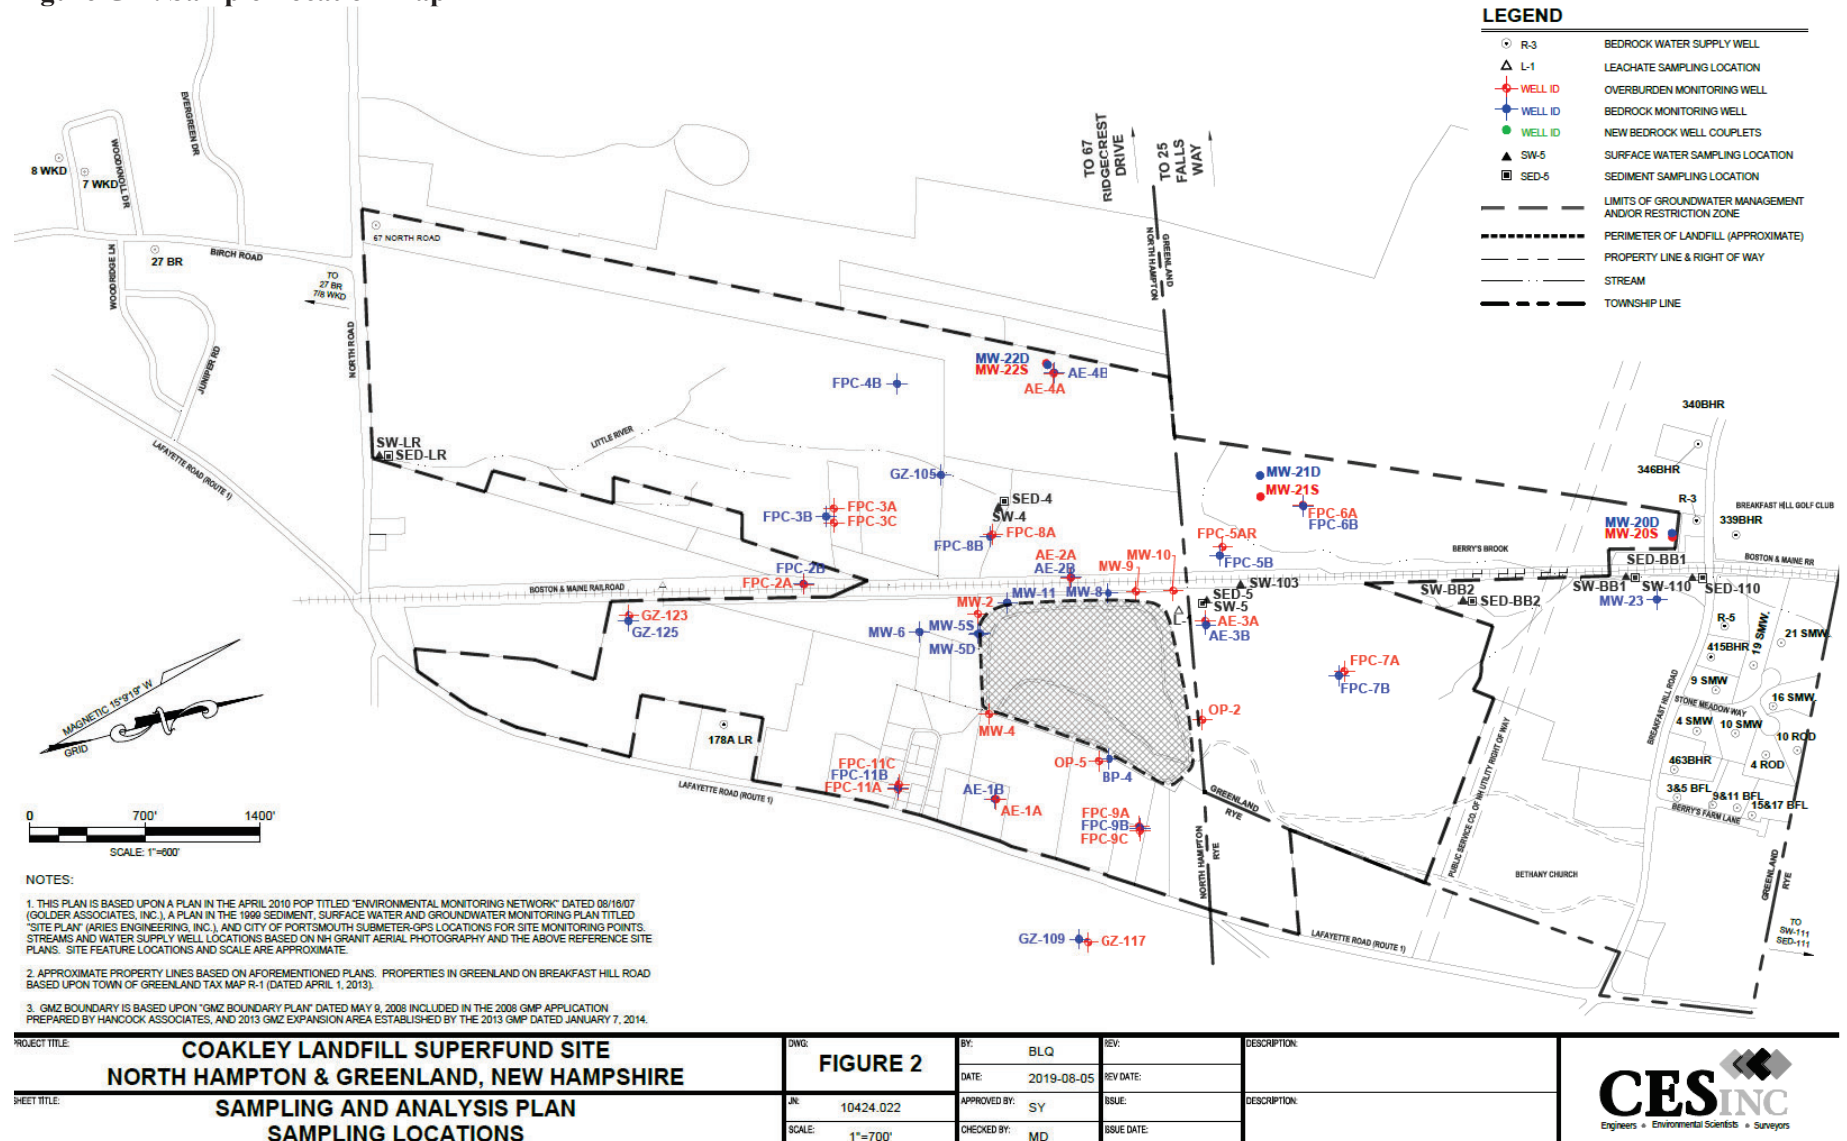 LEGEND
R-3 BEDROCK WATER SUPPLY WELL
L-1 LEACHATE SAMPLING LOCATION
WELL ID OVERBURDEN MONITORING WELL
WELL ID BEDROCK MONITORING WELL
WELL ID NEW BEDROCK WELL COUPLETS
SW-5 SURFACE WATER SAMPLING LOCATION
SED-5 SEDIMENT SAMPLING LOCATION
LIMITS OF GROUNDWATER MANAGEMENT
AND/OR RESTRICTION ZONE
PERIMETER OF LANDFILL (APPROXIMATE)
PROPERTY LINE & RIGHT OF WAY
STREAM
TOWNSHIP LINE
EVERGREEN DR
WOODKNOLL DR
8 WKD
7 WKD
27 BR
BIRCH ROAD
WOODRIDGE LN
JUNIPER RD
TO
27 BR
7/8 WKD
NORTH ROAD
67 NORTH ROAD
LAFAYETTE ROAD (ROUTE 1)
TO 67
RIDGECREST
DRIVE
TO 25
FALLS
WAY
GREENLAND
NORTH HAMPTON
MW-22D
MW-22S
AE-4B
AE-4A
FPC-4B
SW-LR
SED-LR
LITTLE RIVER
GZ-105
SED-4
SW-4
FPC-3A
FPC-3B
FPC-3C
FPC-8A
FPC-8B
FPC-2B
FPC-2A
BOSTON & MAINE RAILROAD
AE-2A
AE-2B
MW-10
MW-9
MW-8
MW-11
MW-2
MW-5S
MW-5D
MW-6
MW-4
GZ-123
GZ-125
MW-21D
MW-21S
FPC-6A
FPC-6B
FPC-5AR
FPC-5B
SW-103
SED-5
SW-5
AE-3A
AE-3B
FPC-7A
FPC-7B
OP-2
OP-5
BP-4
340BHR
346BHR
R-3
BREAKFAST HILL GOLF CLUB
339BHR
MW-20D
MW-20S
BERRY'S BROOK
BOSTON & MAINE RR
SED-BB1
SW-BB1
SW-110
SED-110
SW-BB2
SED-BB2
MW-23
R-5
19 SMW.
21 SMW.
415BHR
9 SMW
16 SMW.
STONE MEADOW WAY
4 SMW
10 SMW
10 ROD
4 ROD
463BHR
3&5 BFL
9&11 BFL
15&17 BFL
BERRY'S FARM LANE
BREAKFAST HILL ROAD
PUBLIC SERVICE CO. OF NH UTILITY RIGHT OF WAY
BETHANY CHURCH
GREENLAND
RYE
TO
SW-111
SED-111
GREENLAND
RYE
NORTH HAMPTON
RYE
LAFAYETTE ROAD (ROUTE 1)
178A LR
LAFAYETTE ROAD (ROUTE 1)
FPC-11C
FPC-11B
FPC-11A
AE-1B
AE-1A
FPC-9A
FPC-9B
FPC-9C
GZ-109
GZ-117
MAGNETIC 15°9'19" W
GRID
0 700' 1400'
SCALE: 1"=600'
NOTES:
1. THIS PLAN IS BASED UPON A PLAN IN THE APRIL 2010 POP TITLED "ENVIRONMENTAL MONITORING NETWORK" DATED 08/16/07
(GOLDER ASSOCIATES, INC.), A PLAN IN THE 1999 SEDIMENT, SURFACE WATER AND GROUNDWATER MONITORING PLAN TITLED
"SITE PLAN" (ARIES ENGINEERING, INC.), AND CITY OF PORTSMOUTH SUBMETER-GPS LOCATIONS FOR SITE MONITORING POINTS.
STREAMS AND WATER SUPPLY WELL LOCATIONS BASED ON NH GRANIT AERIAL PHOTOGRAPHY AND THE ABOVE REFERENCE SITE
PLANS. SITE FEATURE LOCATIONS AND SCALE ARE APPROXIMATE.
2. APPROXIMATE PROPERTY LINES BASED ON AFOREMENTIONED PLANS. PROPERTIES IN GREENLAND ON BREAKFAST HILL ROAD
BASED UPON TOWN OF GREENLAND TAX MAP R-1 (DATED APRIL 1, 2013).
3. GMZ BOUNDARY IS BASED UPON "GMZ BOUNDARY PLAN" DATED MAY 9, 2008 INCLUDED IN THE 2008 GMP APPLICATION
PREPARED BY HANCOCK ASSOCIATES, AND 2013 GMZ EXPANSION AREA ESTABLISHED BY THE 2013 GMP DATED JANUARY 7, 2014.
PROJECT TITLE:
COAKLEY LANDFILL SUPERFUND SITE
NORTH HAMPTON & GREENLAND, NEW HAMPSHIRE
SHEET TITLE:
SAMPLING AND ANALYSIS PLAN
SAMPLING LOCATIONS
DWG:
FIGURE 2
JN: 10424.022
SCALE: 1"=700'
BY: BLQ
DATE: 2019-08-05
APPROVED BY: SY
CHECKED BY: MD
REV:
REV DATE:
ISSUE:
ISSUE DATE:
DESCRIPTION:
DESCRIPTION:
CES INC
Engineers • Environmental Scientists • Surveyors